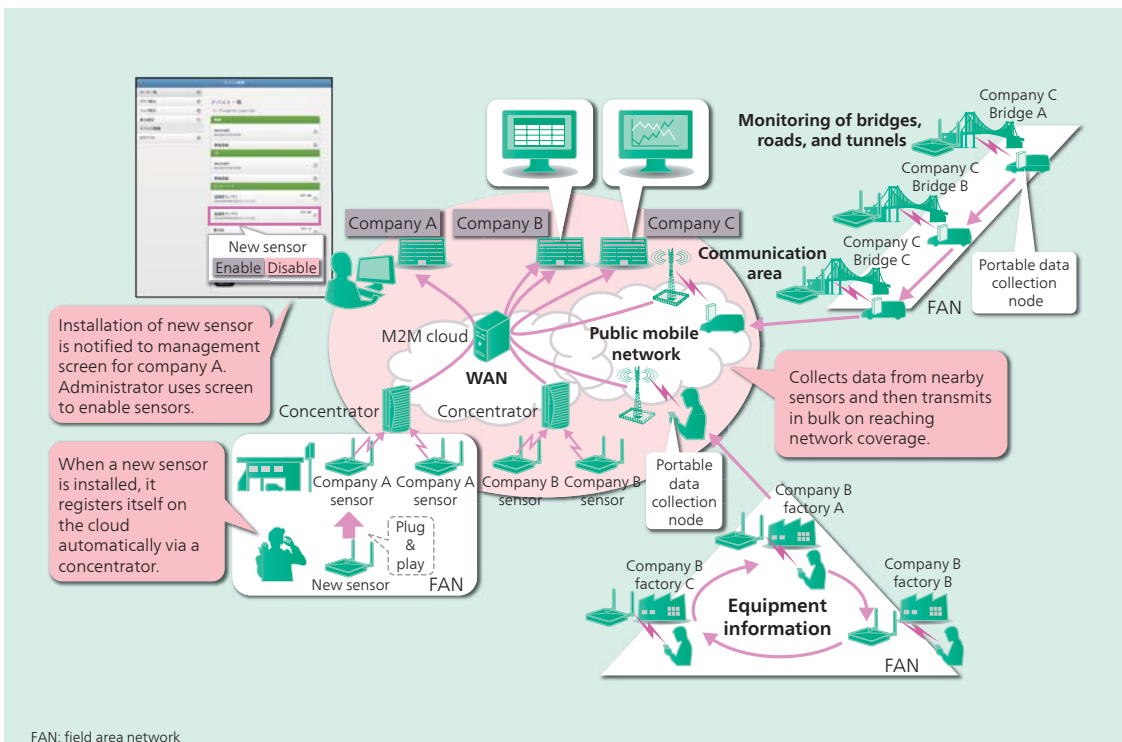 New sensor
Enable Disable
Installation of new sensor
is notified to management
screen for company A.
Administrator uses screen
to enable sensors.
When a new sensor
is installed, it
registers itself on
the cloud
automatically via a
concentrator.
Company A
Company B
Company C
M2M cloud
WAN
Public mobile
network
Communication
area
Concentrator
Concentrator
Company A
sensor
Company A
sensor
Company B
sensor
Company B
sensor
Plug
&
play
New sensor
FAN
Portable
data
collection
node
Monitoring of bridges,
roads, and tunnels
Company C
Bridge A
Company C
Bridge B
Company C
Bridge C
FAN
Portable data
collection
node
Collects data from nearby
sensors and then transmits
in bulk on reaching
network coverage.
Company B
factory A
Company B
factory C
Company B
factory B
Equipment
information
FAN
FAN: field area network